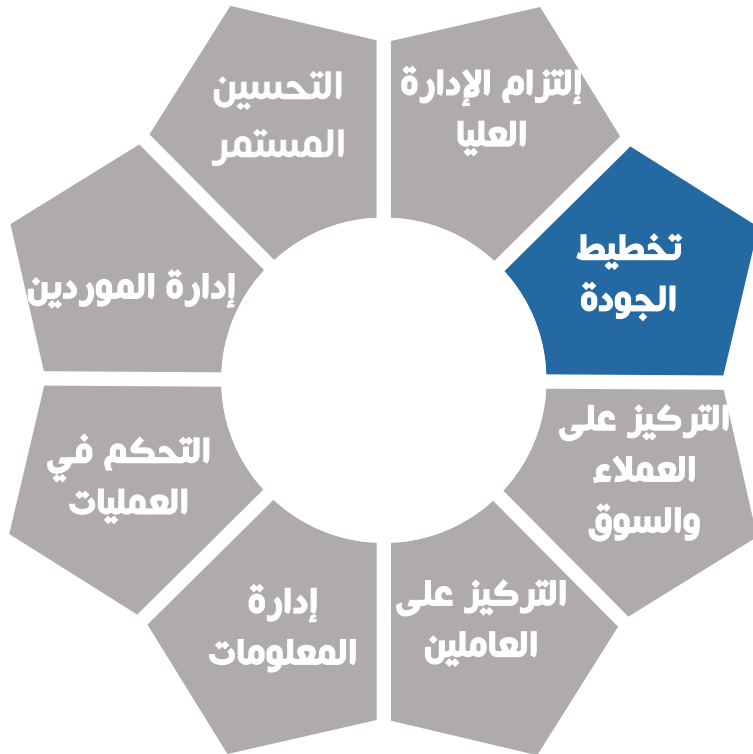 إلتزام الإدارة
العليا
تخطيط
الجودة
التركيز على
العملاء
والسوق
التركيز على
العاملين
إدارة
المعلومات
التحكم في
العمليات
إدارة الموردين
التحسين
المستمر